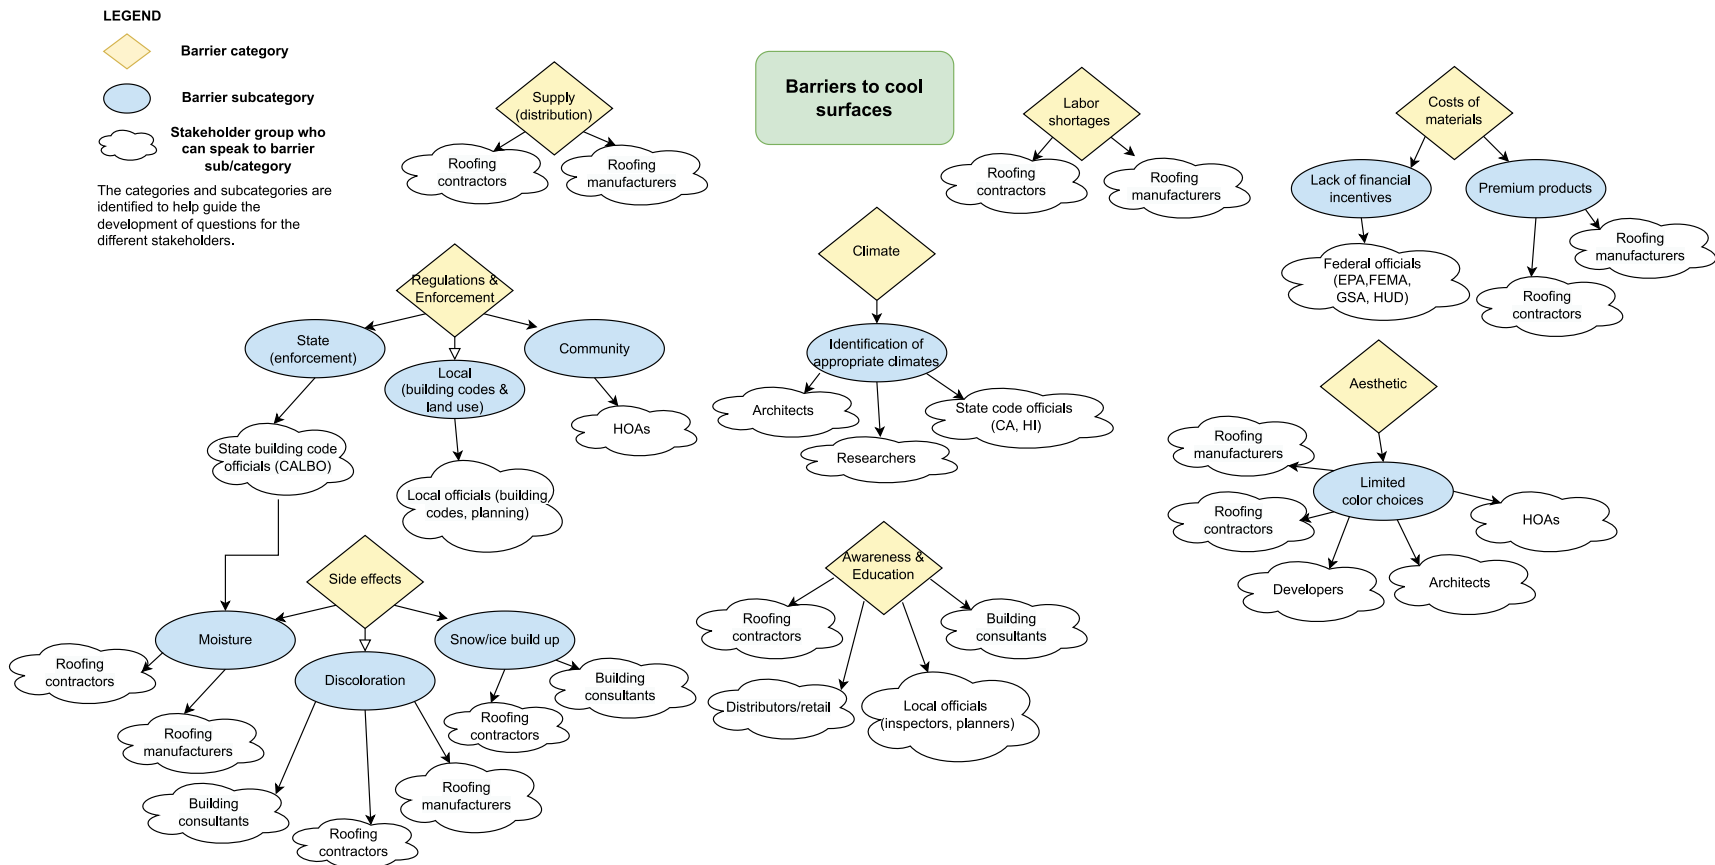 LEGEND
Barrier category
Barrier subcategory
Stakeholder group who
can speak to barrier
sub/category
The categories and subcategories are
identified to help guide the
development of questions for the
different stakeholders.
Barriers to cool
surfaces
Supply
(distribution)
Roofing
contractors
Roofing
manufacturers
Labor
shortages
Roofing
contractors
Roofing
manufacturers
Costs of
materials
Lack of financial
incentives
Premium products
Federal officials
(EPA,FEMA,
GSA, HUD)
Roofing
manufacturers
Roofing
contractors
Regulations &
Enforcement
State
(enforcement)
Local
(building codes &
land use)
Community
State building code
officials (CALBO)
Local officials (building
codes, planning)
HOAs
Climate
Identification of
appropriate climates
Architects
Researchers
State code officials
(CA, HI)
Aesthetic
Limited
color choices
Roofing
manufacturers
Roofing
contractors
Developers
Architects
HOAs
Side effects
Moisture
Discoloration
Snow/ice build up
Roofing
contractors
Roofing
manufacturers
Building
consultants
Roofing
contractors
Roofing
manufacturers
Roofing
contractors
Building
consultants
Awareness &
Education
Roofing
contractors
Distributors/retail
Local officials
(inspectors, planners)
Building
consultants